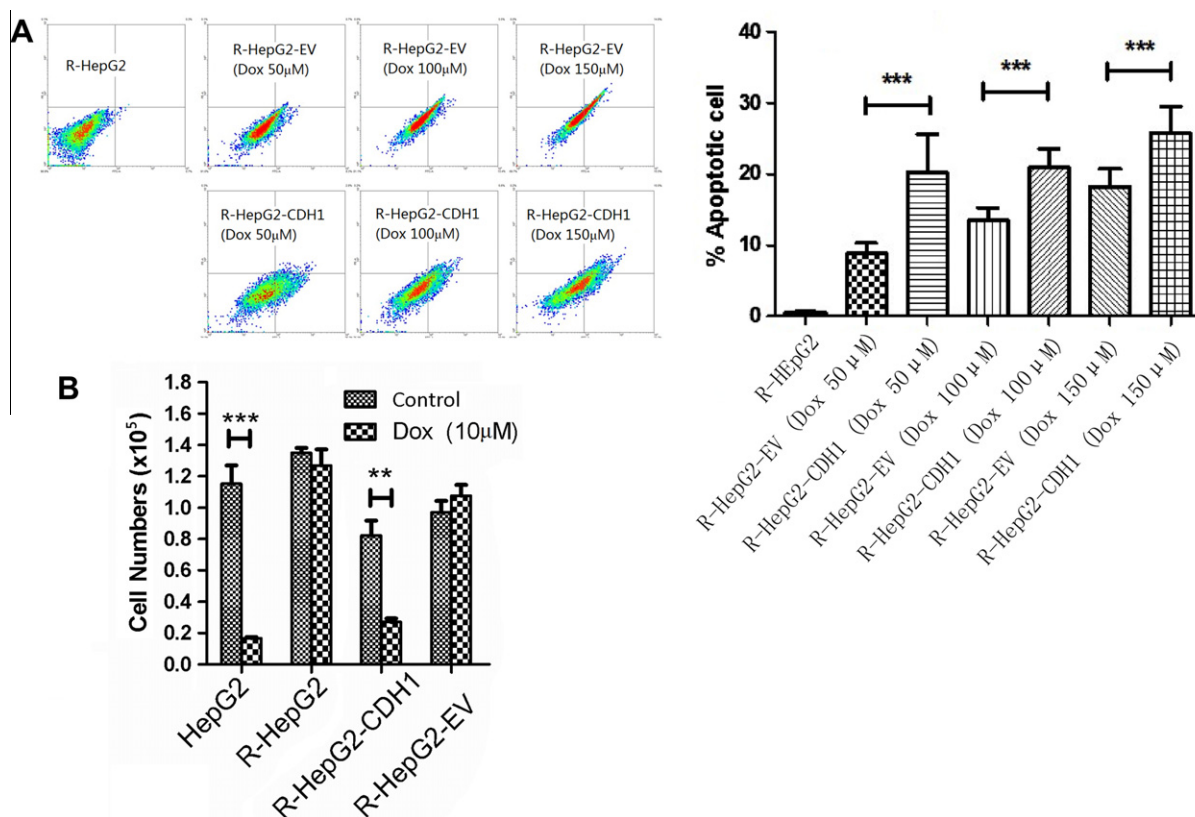 A
R-HepG2
R-HepG2-EV
(Dox 50μM)
R-HepG2-EV
(Dox 100μM)
R-HepG2-EV
(Dox 150μM)
R-HepG2-CDH1
(Dox 50μM)
R-HepG2-CDH1
(Dox 100μM)
R-HepG2-CDH1
(Dox 150μM)
% Apoptotic cell
40
30
20
10
0
***
***
***
R-HEpG2
R-HepG2-EV (Dox 50 μM)
R-HepG2-CDH1 (Dox 50 μM)
R-HepG2-EV (Dox 100 μM)
R-HepG2-CDH1 (Dox 100 μM)
R-HepG2-EV (Dox 150 μM)
R-HepG2-CDH1 (Dox 150 μM)
B
Cell Numbers (x10⁵)
1.8
1.6
1.4
1.2
1.0
0.8
0.6
0.4
0.2
0.0
***
**
Control
Dox (10μM)
HepG2
R-HepG2
R-HepG2-CDH1
R-HepG2-EV